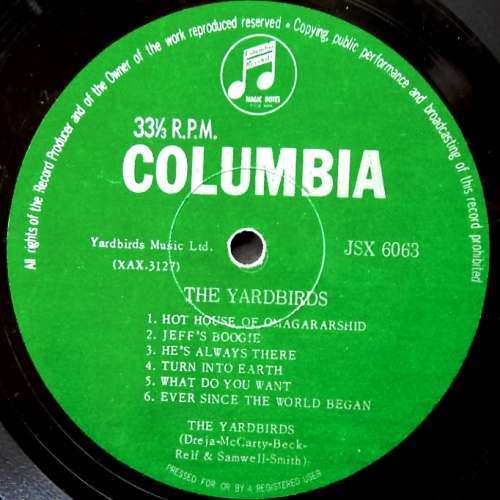 All rights of the Record Producer and of the Owner of the work reproduced reserved • Copying, public performance and broadcasting of this record prohibited
Columbia
Records
MAGIC NOTES
33⅓ R.P.M.
COLUMBIA
Yardbirds Music Ltd.
JSX 6063
(XAX.3127)
THE YARDBIRDS
1. HOT HOUSE OF OMAGARARSHID
2. JEFF'S BOOGIE
3. HE'S ALWAYS THERE
4. TURN INTO EARTH
5. WHAT DO YOU WANT
6. EVER SINCE THE WORLD BEGAN
THE YARDBIRDS
(Dreja-McCarty-Beck-
Relf & Samwell-Smith)
PRESSED FOR OR BY A REGISTERED USER